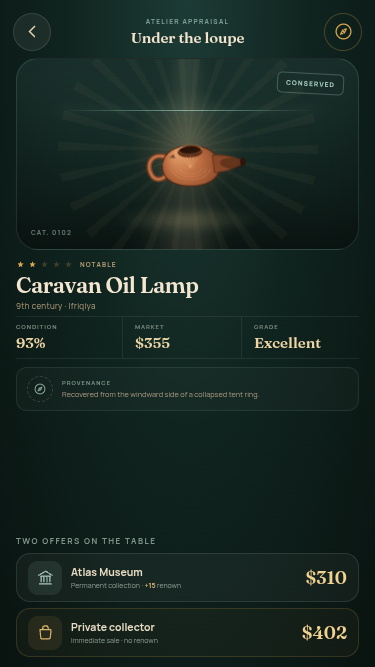 ATELIER APPRAISAL
Under the loupe
CONSERVED
CAT. 0102
NOTABLE
Caravan Oil Lamp
9th century · Ifriqiya
CONDITION
93%
MARKET
$355
GRADE
Excellent
PROVENANCE
Recovered from the windward side of a collapsed tent ring.
TWO OFFERS ON THE TABLE
Atlas Museum
Permanent collection · +15 renown
$310
Private collector
Immediate sale · no renown
$402